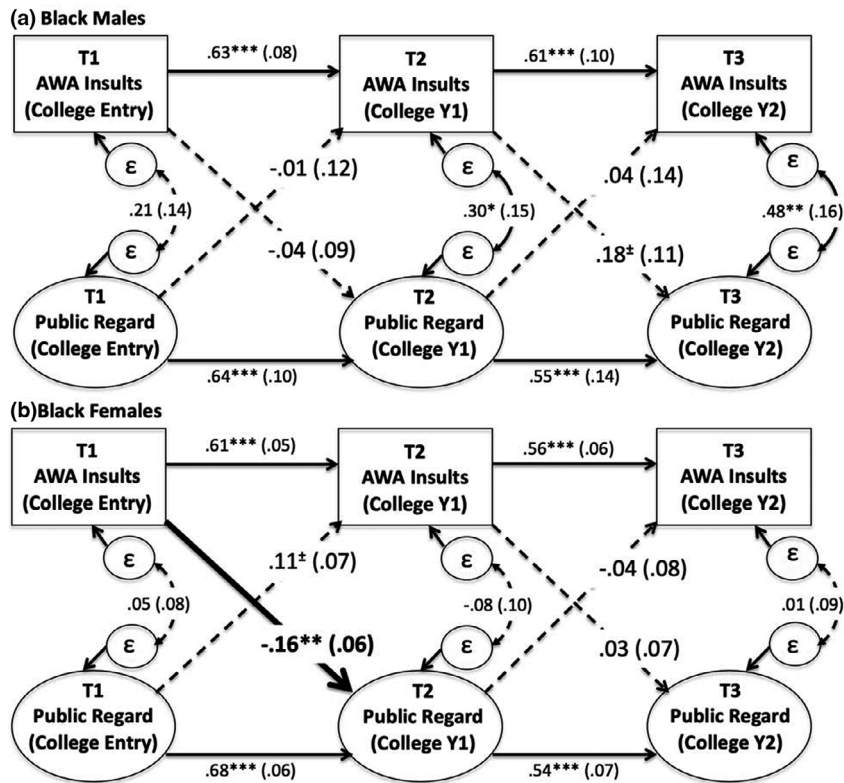 (a) Black Males
T1
AWA Insults
(College Entry)
.63*** (.08)
T2
AWA Insults
(College Y1)
.61*** (.10)
T3
AWA Insults
(College Y2)
ε
ε
ε
-.01 (.12)
.04 (.14)
.21 (.14)
.30* (.15)
.48** (.16)
-.04 (.09)
.18± (.11)
ε
ε
ε
T1
Public Regard
(College Entry)
T2
Public Regard
(College Y1)
T3
Public Regard
(College Y2)
.64*** (.10)
.55*** (.14)
(b)Black Females
T1
AWA Insults
(College Entry)
.61*** (.05)
T2
AWA Insults
(College Y1)
.56*** (.06)
T3
AWA Insults
(College Y2)
ε
ε
ε
.11± (.07)
-.04 (.08)
.05 (.08)
-.08 (.10)
.01 (.09)
-.16** (.06)
.03 (.07)
ε
ε
ε
T1
Public Regard
(College Entry)
T2
Public Regard
(College Y1)
T3
Public Regard
(College Y2)
.68*** (.06)
.54*** (.07)